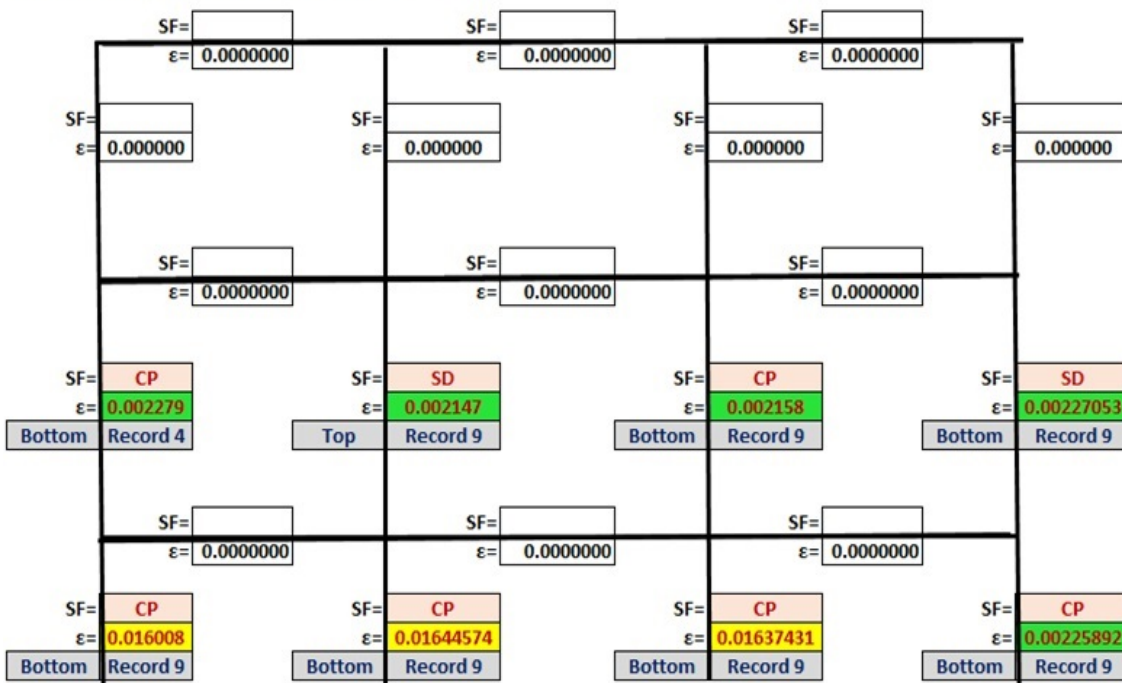 SF= SF= SF=
ε= 0.0000000 ε= 0.0000000 ε= 0.0000000
SF= SF= SF= SF=
ε= 0.000000 ε= 0.000000 ε= 0.000000 ε= 0.000000
SF= SF= SF=
ε= 0.0000000 ε= 0.0000000 ε= 0.0000000
SF= CP SF= SD SF= CP SF= SD
ε= 0.002279 ε= 0.002147 ε= 0.002158 ε= 0.00227053
Bottom Record 4 Top Record 9 Bottom Record 9 Bottom Record 9
SF= SF= SF=
ε= 0.0000000 ε= 0.0000000 ε= 0.0000000
SF= CP SF= CP SF= CP SF= CP
ε= 0.016008 ε= 0.01644574 ε= 0.01637431 ε= 0.00225892
Bottom Record 9 Bottom Record 9 Bottom Record 9 Bottom Record 9